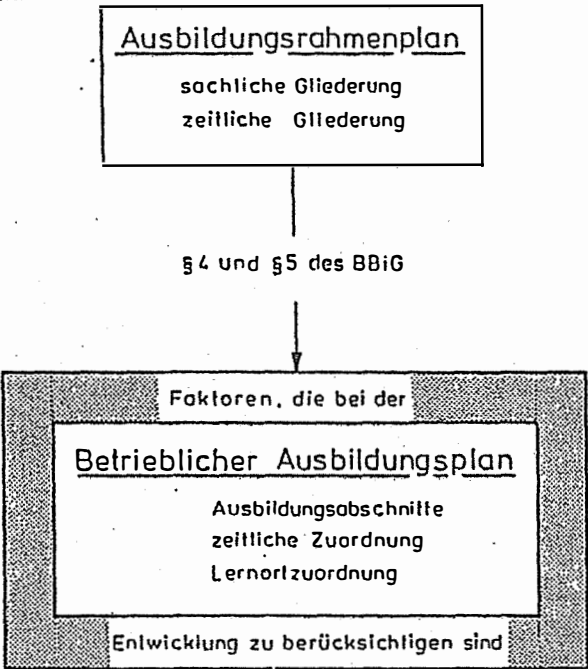 Ausbildungsrahmenplan
sachliche Gliederung
zeitliche Gliederung
§4 und §5 des BBiG
Faktoren, die bei der
Betrieblicher Ausbildungsplan
Ausbildungsabschnitte
zeitliche Zuordnung
Lernortzuordnung
Entwicklung zu berücksichtigen sind